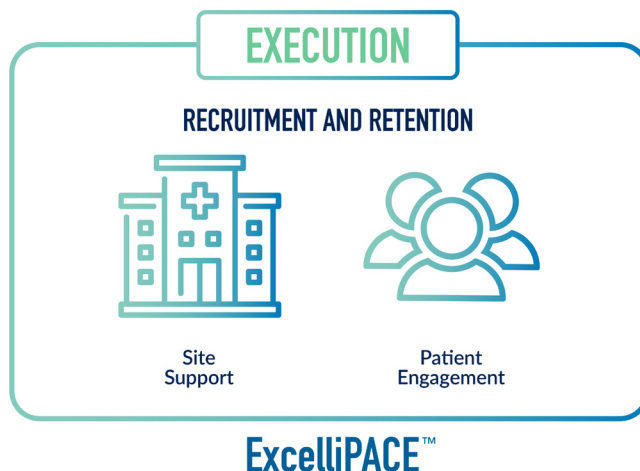 EXECUTION
RECRUITMENT AND RETENTION
Site
Support
Patient
Engagement
ExcelliPACE™